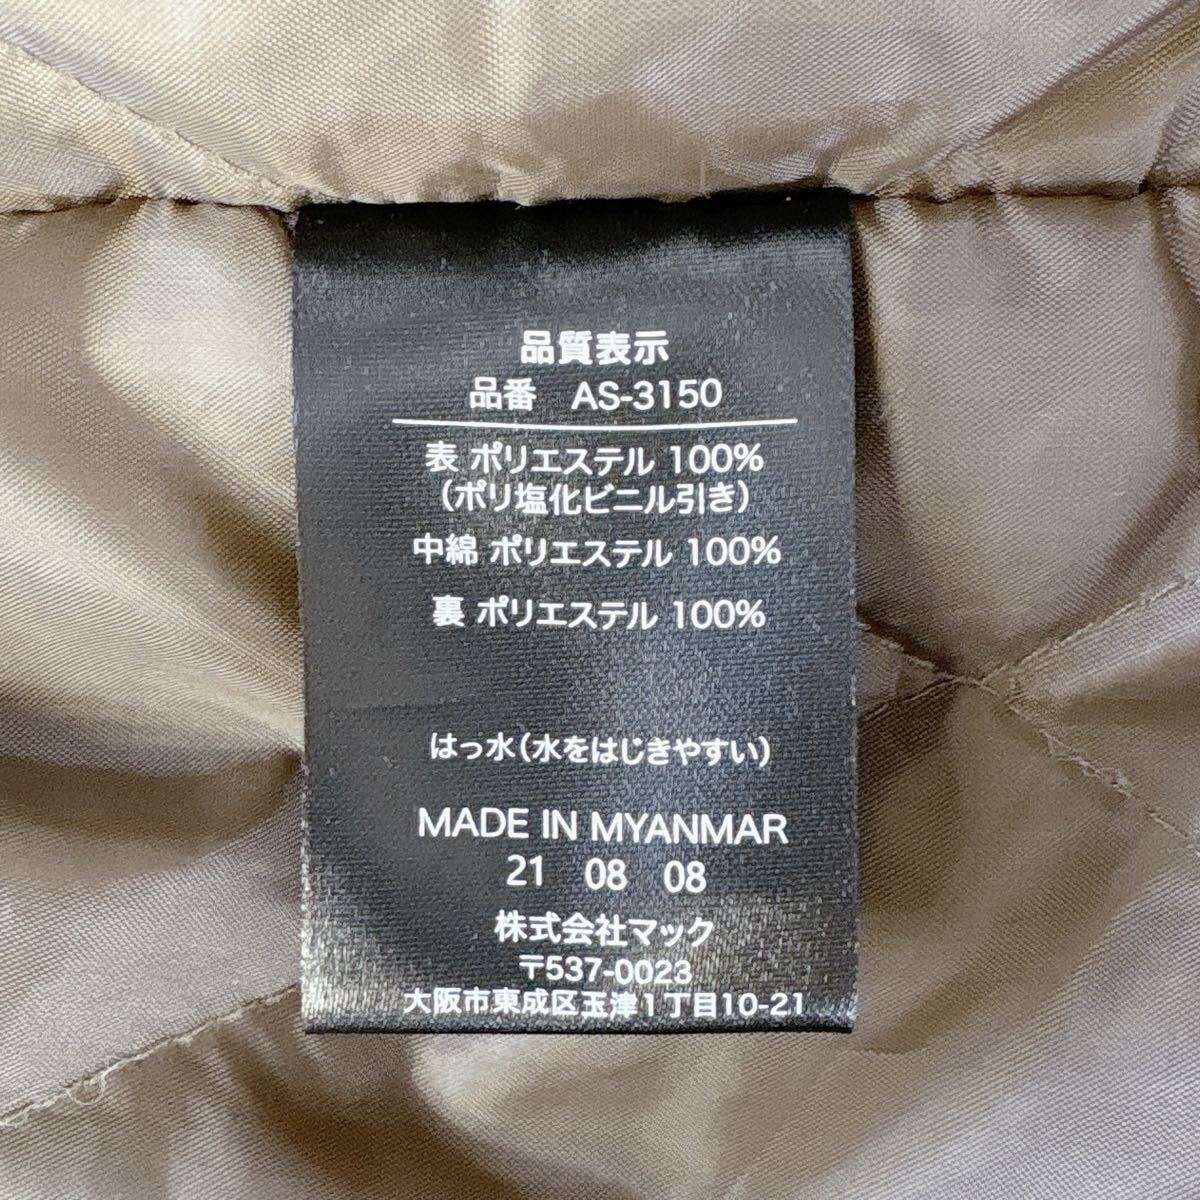 品質表示
品番 AS-3150
表 ポリエステル 100%
(ポリ塩化ビニル引き)
中綿 ポリエステル 100%
裏 ポリエステル 100%
はっ水(水をはじきやすい)
MADE IN MYANMAR
21 08 08
株式会社マック
〒537-0023
大阪市東成区玉津1丁目10-21